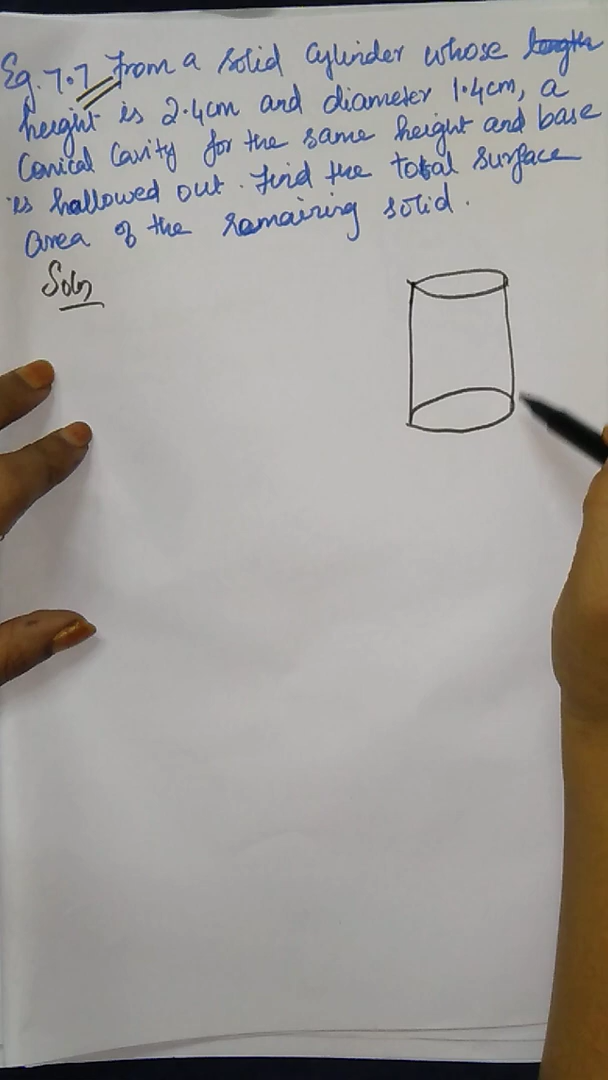 Eg. 7.7 From a solid cylinder whose length
height is 2.4cm and diameter 1.4cm, a
Conical Cavity for the same height and base
is hallowed out. Find the total surface
area of the remaining solid.
Soln